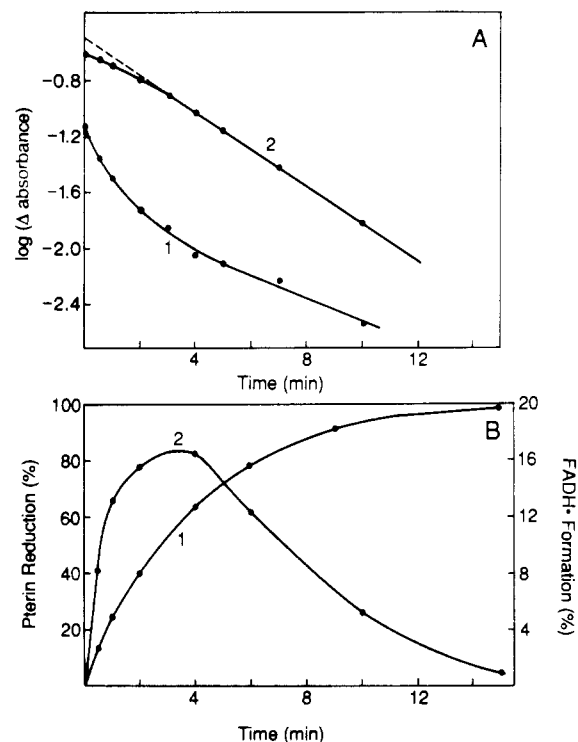 A
log (Δ absorbance)
−0.8
−1.2
−1.6
−2.0
−2.4
2
1
4 8 12
Time (min)
B
Pterin Reduction (%)
100
80
60
40
20
2
1
20
16
12
8
4
FADH• Formation (%)
4 8 12
Time (min)